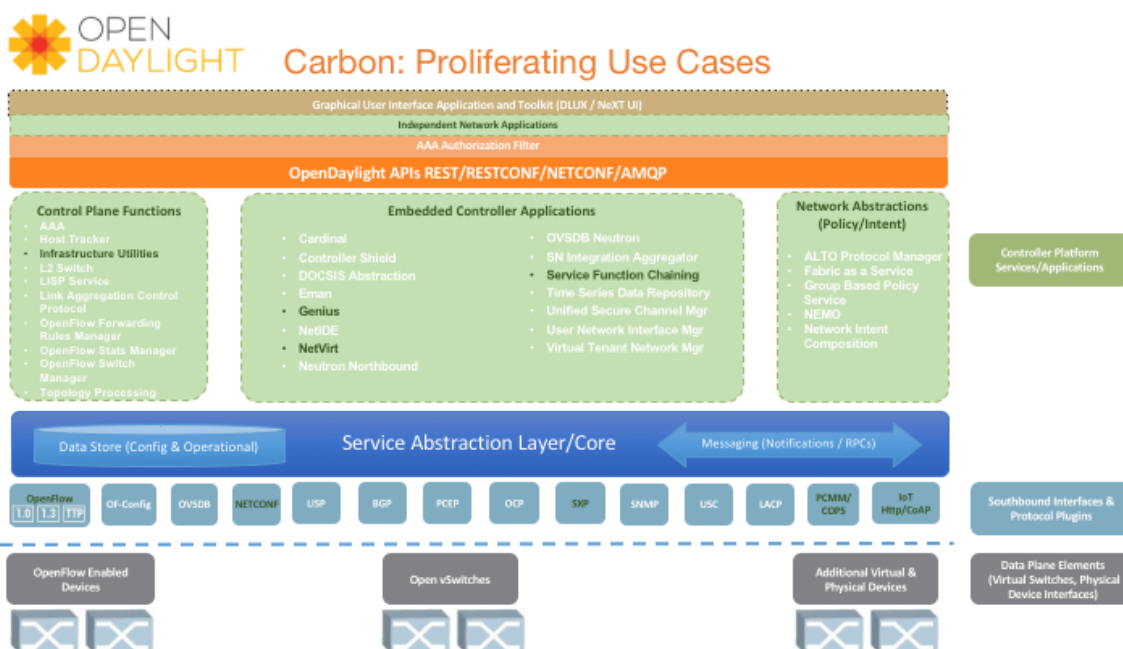 OPEN
DAYLIGHT
Carbon: Proliferating Use Cases
Graphical User Interface Application and Toolkit (DLUX / NeXT UI)
Independent Network Applications
AAA Authorization Filter
OpenDaylight APIs REST/RESTCONF/NETCONF/AMQP
Control Plane Functions
• AAA
• Host Tracker
• Infrastructure Utilities
• L2 Switch
• LISP Service
• Link Aggregation Control
Protocol
• OpenFlow Forwarding
Rules Manager
• OpenFlow Stats Manager
• OpenFlow Switch
Manager
• Topology Processing
Embedded Controller Applications
• Cardinal
• Controller Shield
• DOCSIS Abstraction
• Eman
• Genius
• NetIDE
• NetVirt
• Neutron Northbound
• OVSDB Neutron
• SN Integration Aggregator
• Service Function Chaining
• Time Series Data Repository
• Unified Secure Channel Mgr
• User Network Interface Mgr
• Virtual Tenant Network Mgr
Network Abstractions
(Policy/Intent)
• ALTO Protocol Manager
• Fabric as a Service
• Group Based Policy
Service
• NEMO
• Network Intent
Composition
Controller Platform
Services/Applications
Data Store (Config & Operational)
Service Abstraction Layer/Core
Messaging (Notifications / RPCs)
OpenFlow
1.0 1.3 TTP
OF-Config
OVSDB
NETCONF
LISP
BGP
PCEP
OCP
SXP
SNMP
USC
LACP
PCMM/
COPS
IoT
Http/CoAP
Southbound Interfaces &
Protocol Plugins
OpenFlow Enabled
Devices
Open vSwitches
Additional Virtual &
Physical Devices
Data Plane Elements
(Virtual Switches, Physical
Device Interfaces)